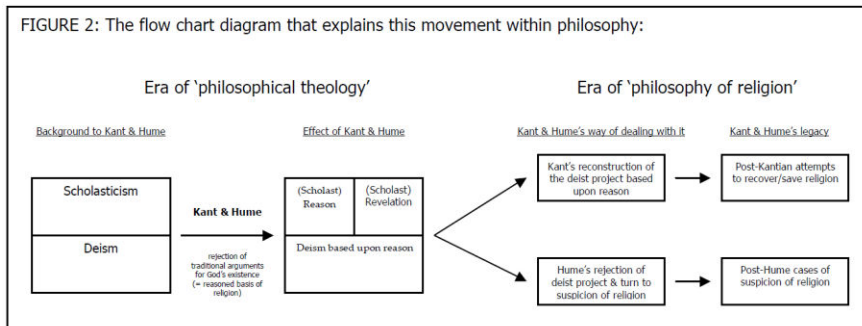 FIGURE 2: The flow chart diagram that explains this movement within philosophy:
Era of ‘philosophical theology’
Era of ‘philosophy of religion’
Background to Kant & Hume
Effect of Kant & Hume
Kant & Hume’s way of dealing with it
Kant & Hume’s legacy
Scholasticism
Deism
Kant & Hume
rejection of
traditional arguments
for God’s existence
(= reasoned basis of
religion)
(Scholast)
Reason
(Scholast)
Revelation
Deism based upon reason
Kant’s reconstruction of
the deist project based
upon reason
Post-Kantian attempts
to recover/save religion
Hume’s rejection of
deist project & turn to
suspicion of religion
Post-Hume cases of
suspicion of religion